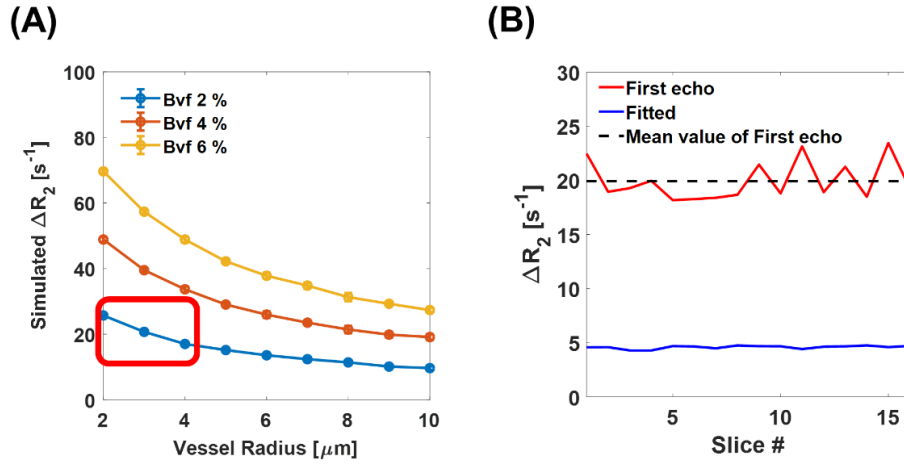 (A)
100
80
60
40
20
0
Simulated ΔR2 [s-1]
Bvf 2 %
Bvf 4 %
Bvf 6 %
2 4 6 8 10
Vessel Radius [μm]
(B)
30
25
20
15
10
5
0
ΔR2 [s-1]
First echo
Fitted
Mean value of First echo
5 10 15
Slice #